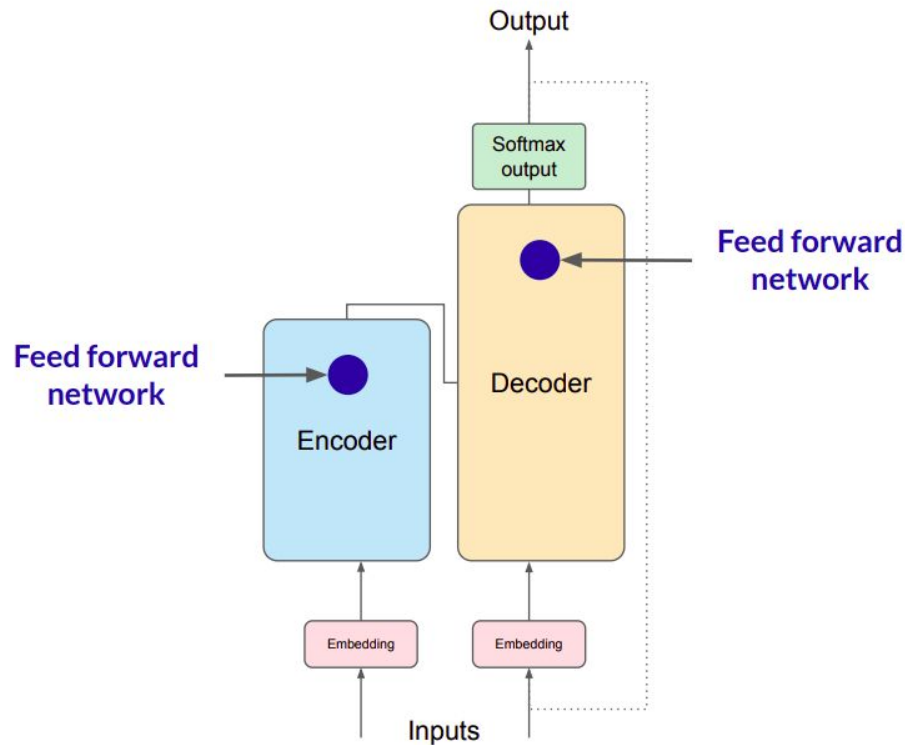 Output
Softmax
output
Feed forward
network
Feed forward
network
Decoder
Encoder
Embedding
Embedding
Inputs